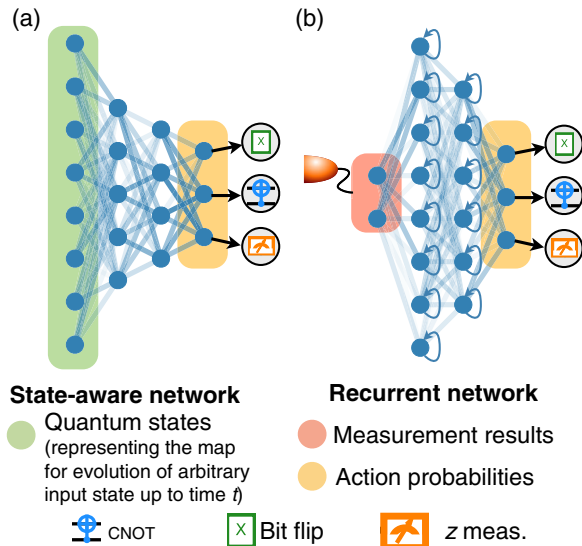 (a)
(b)
X
X
State-aware network
Quantum states
(representing the map
for evolution of arbitrary
input state up to time t)
Recurrent network
Measurement results
Action probabilities
CNOT
X
Bit flip
z meas.